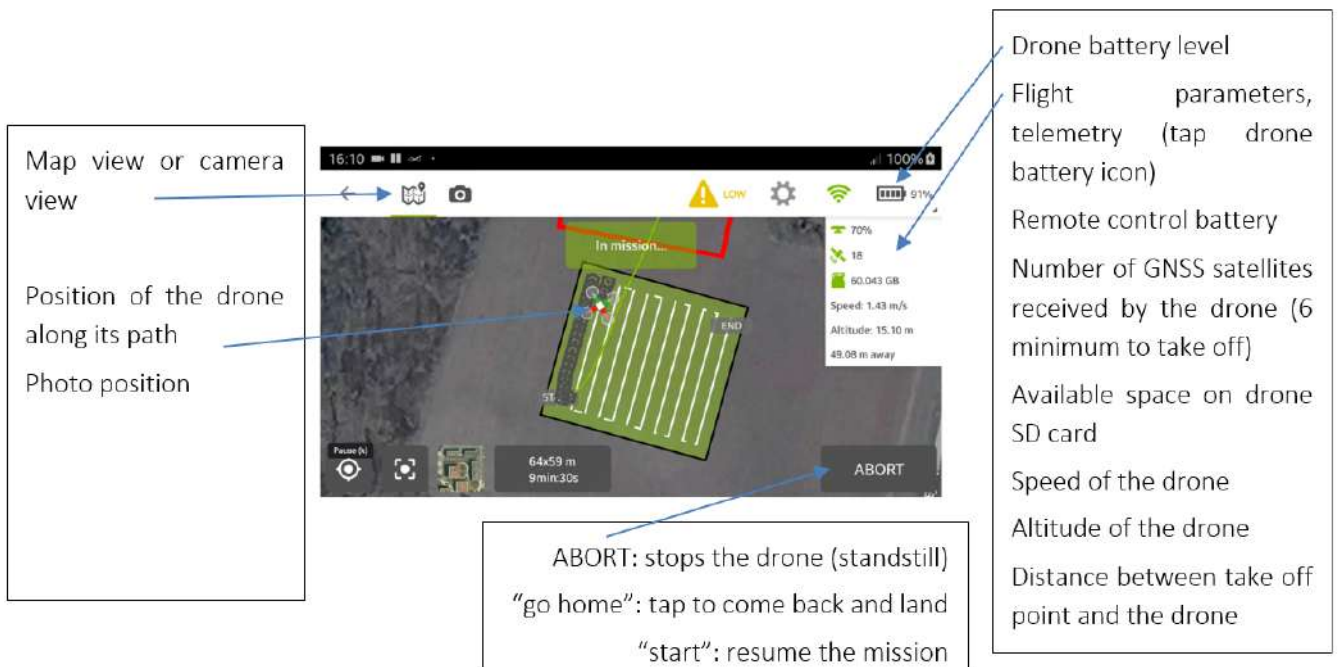 Map view or camera
view
Position of the drone
along its path
Photo position
16:10
100%
LOW
91%
In mission...
70%
18
60.043 GB
Speed: 1.43 m/s
Altitude: 15.10 m
49.08 m away
END
Pause (k)
64x59 m
9min:30s
ABORT
ABORT: stops the drone (standstill)
"go home": tap to come back and land
"start": resume the mission
Drone battery level
Flight parameters,
telemetry (tap drone
battery icon)
Remote control battery
Number of GNSS satellites
received by the drone (6
minimum to take off)
Available space on drone
SD card
Speed of the drone
Altitude of the drone
Distance between take off
point and the drone